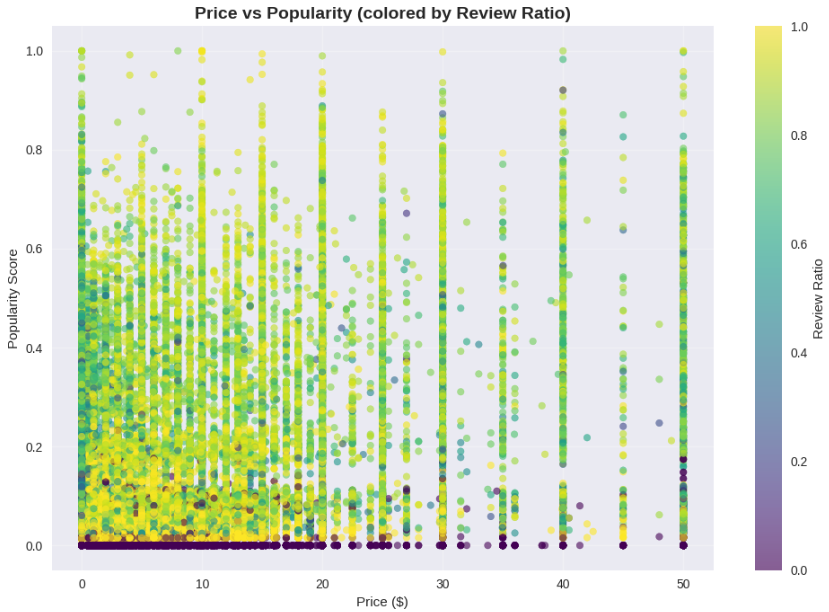 Price vs Popularity (colored by Review Ratio)
1.0
0.8
0.6
0.4
0.2
0.0
Popularity Score
0 10 20 30 40 50
Price ($)
1.0
0.8
0.6
0.4
0.2
0.0
Review Ratio